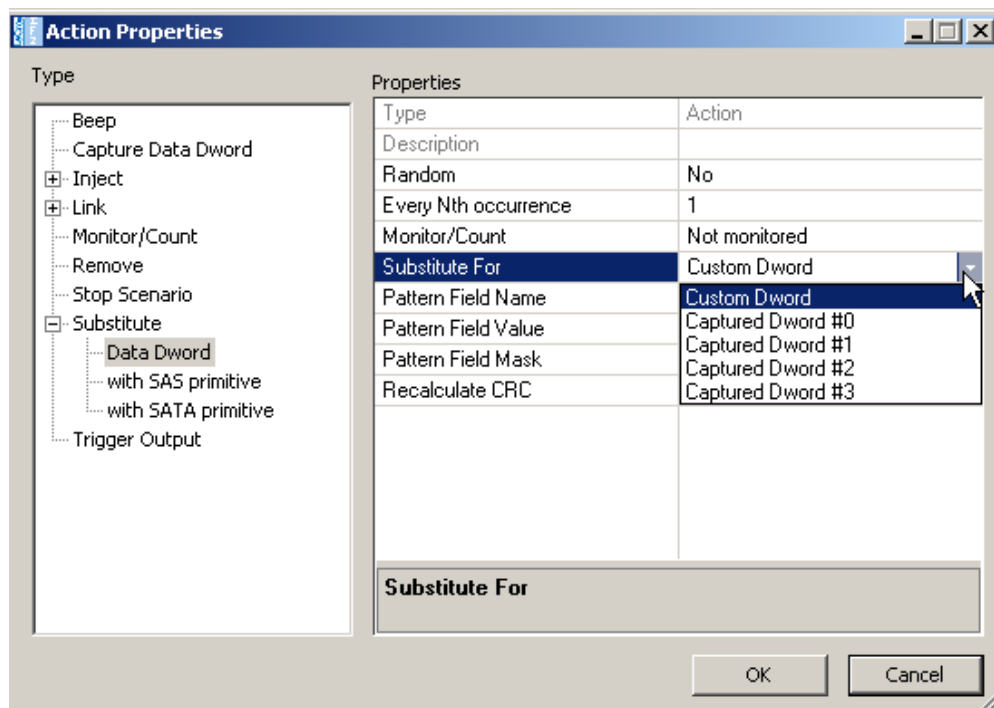 Action Properties
Type
Beep
Capture Data Dword
Inject
Link
Monitor/Count
Remove
Stop Scenario
Substitute
Data Dword
with SAS primitive
with SATA primitive
Trigger Output
Properties
Type Action
Description
Random No
Every Nth occurrence 1
Monitor/Count Not monitored
Substitute For Custom Dword
Pattern Field Name
Pattern Field Value
Pattern Field Mask
Recalculate CRC
Custom Dword
Captured Dword #0
Captured Dword #1
Captured Dword #2
Captured Dword #3
Substitute For
OK Cancel